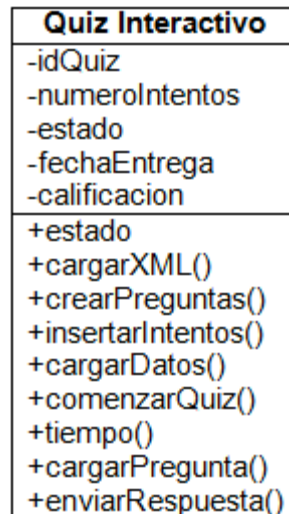 Quiz Interactivo
-idQuiz
-numeroIntentos
-estado
-fechaEntrega
-calificacion
+estado
+cargarXML()
+crearPreguntas()
+insertarIntentos()
+cargarDatos()
+comenzarQuiz()
+tiempo()
+cargarPregunta()
+enviarRespuesta()